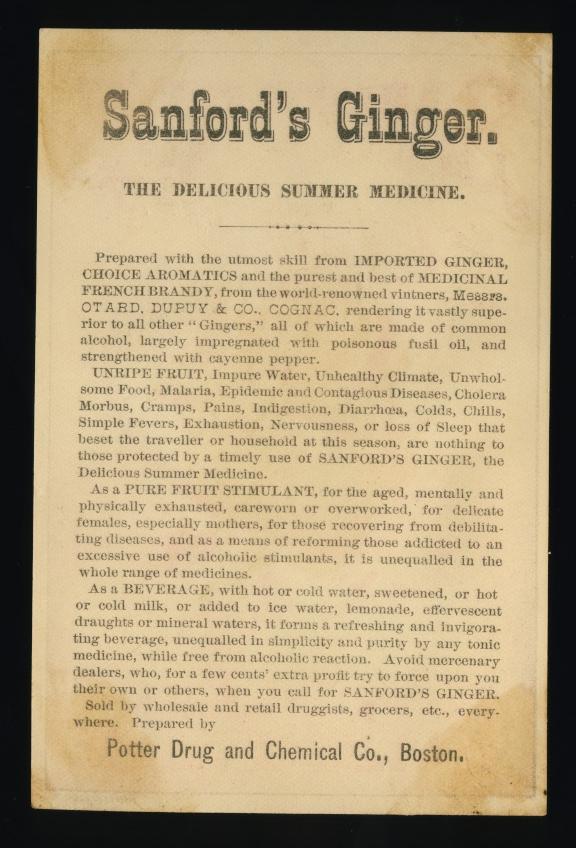 Sanford's Ginger.
THE DELICIOUS SUMMER MEDICINE.
Prepared with the utmost skill from IMPORTED GINGER,
CHOICE AROMATICS and the purest and best of MEDICINAL
FRENCH BRANDY, from the world-renowned vintners, Messrs.
OTARD, DUPUY & CO., COGNAC, rendering it vastly supe-
rior to all other "Gingers," all of which are made of common
alcohol, largely impregnated with poisonous fusil oil, and
strengthened with cayenne pepper.
UNRIPE FRUIT, Impure Water, Unhealthy Climate, Unwhol-
some Food, Malaria, Epidemic and Contagious Diseases, Cholera
Morbus, Cramps, Pains, Indigestion, Diarrhœa, Colds, Chills,
Simple Fevers, Exhaustion, Nervousness, or loss of Sleep that
beset the traveller or household at this season, are nothing to
those protected by a timely use of SANFORD'S GINGER, the
Delicious Summer Medicine.
As a PURE FRUIT STIMULANT, for the aged, mentally and
physically exhausted, careworn or overworked, for delicate
females, especially mothers, for those recovering from debilita-
ting diseases, and as a means of reforming those addicted to an
excessive use of alcoholic stimulants, it is unequalled in the
whole range of medicines.
As a BEVERAGE, with hot or cold water, sweetened, or hot
or cold milk, or added to ice water, lemonade, effervescent
draughts or mineral waters, it forms a refreshing and invigora-
ting beverage, unequalled in simplicity and purity by any tonic
medicine, while free from alcoholic reaction. Avoid mercenary
dealers, who, for a few cents' extra profit try to force upon you
their own or others, when you call for SANFORD'S GINGER.
Sold by wholesale and retail druggists, grocers, etc., every-
where. Prepared by
Potter Drug and Chemical Co., Boston.